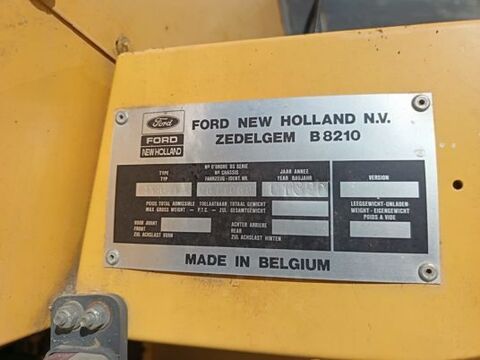 Ford
FORD
NEW HOLLAND
FORD NEW HOLLAND N.V.
ZEDELGEM B 8210
TYPE
TYP
Nº D'ORDRE DS SERIE
Nº CHASSIS
FAHRZEUG-IDENT. NR.
JAAR ANNEE
YEAR BAUJAHR
VERSION
POIDS TOTAL ADMISSIBLE TOELAATBAAR TOTAAL GEWICHT
MAX GROSS WEIGHT - P.T.C. - ZUL. GESAMTGEWICHT
LEEGGEWICHT-UNLADEN
WEIGHT - EIGENGEWICHT
POIDS A VIDE
VOOR AVANT
FRONT
ZUL ACHSLAST VORN
ACHTER ARRIERE
REAR
ZUL ACHSLAST HINTEN
MADE IN BELGIUM